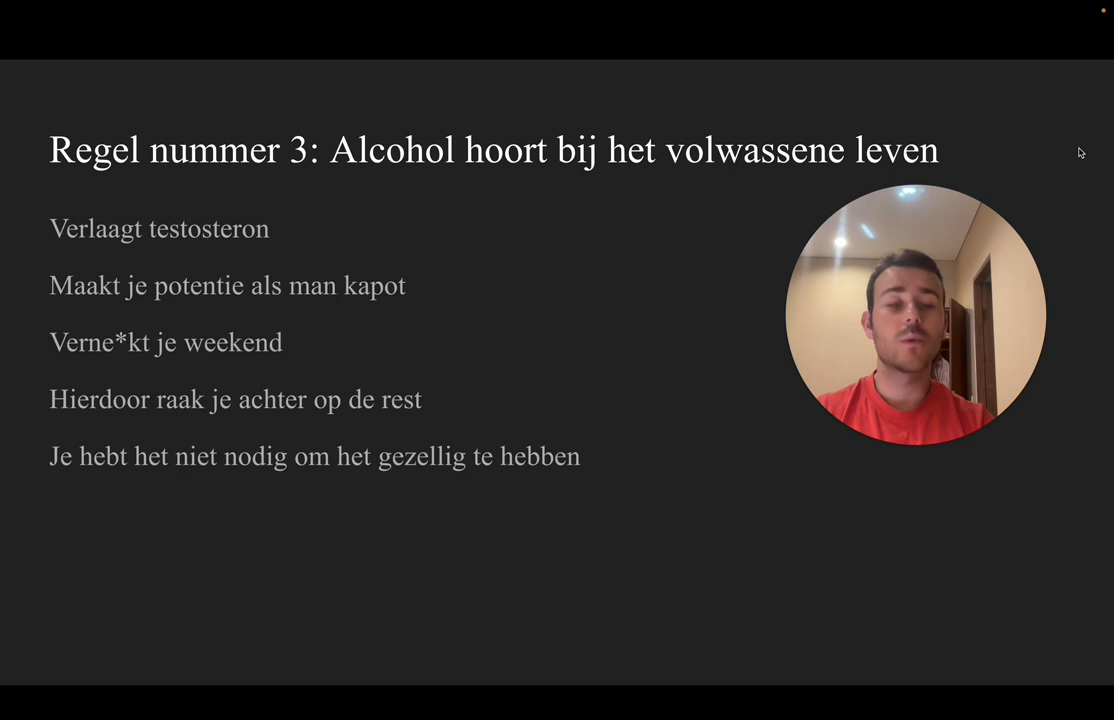 Regel nummer 3: Alcohol hoort bij het volwassene leven
Verlaagt testosteron
Maakt je potentie als man kapot
Verne*kt je weekend
Hierdoor raak je achter op de rest
Je hebt het niet nodig om het gezellig te hebben